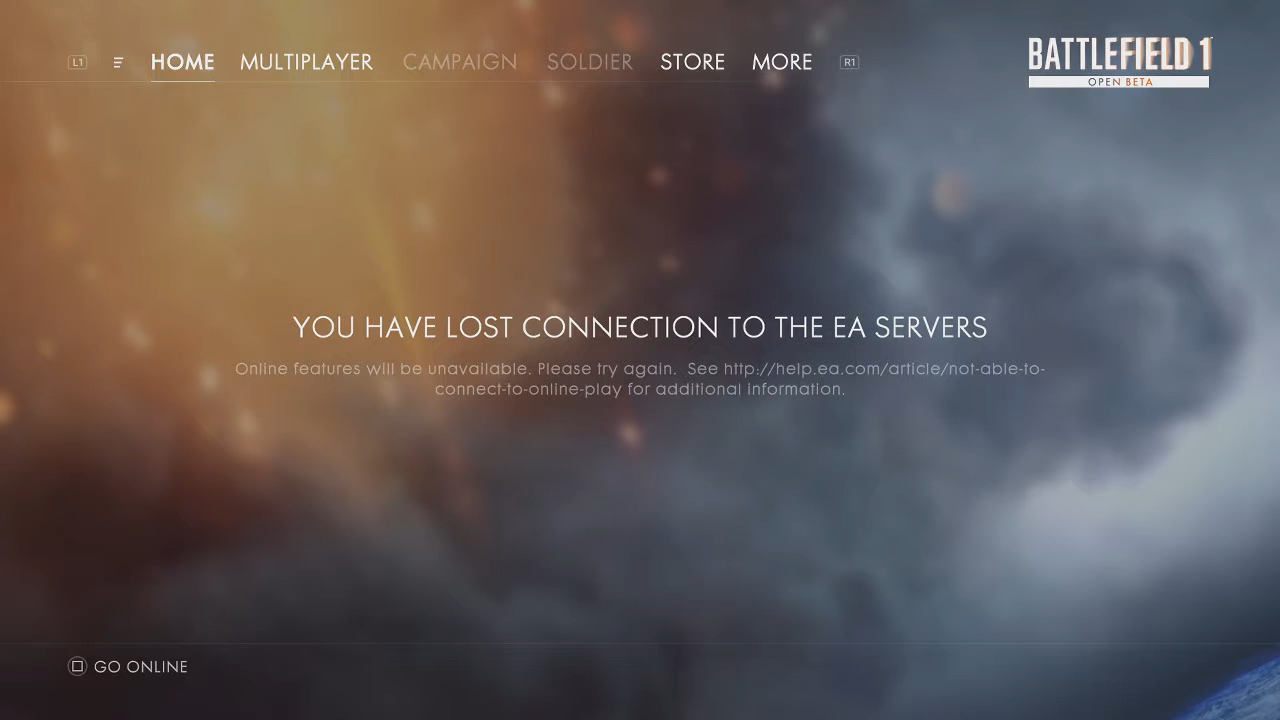 L1 HOME MULTIPLAYER CAMPAIGN SOLDIER STORE MORE R1
BATTLEFIELD 1
OPEN BETA
YOU HAVE LOST CONNECTION TO THE EA SERVERS
Online features will be unavailable. Please try again.  See http://help.ea.com/article/not-able-to-
connect-to-online-play for additional information.
GO ONLINE